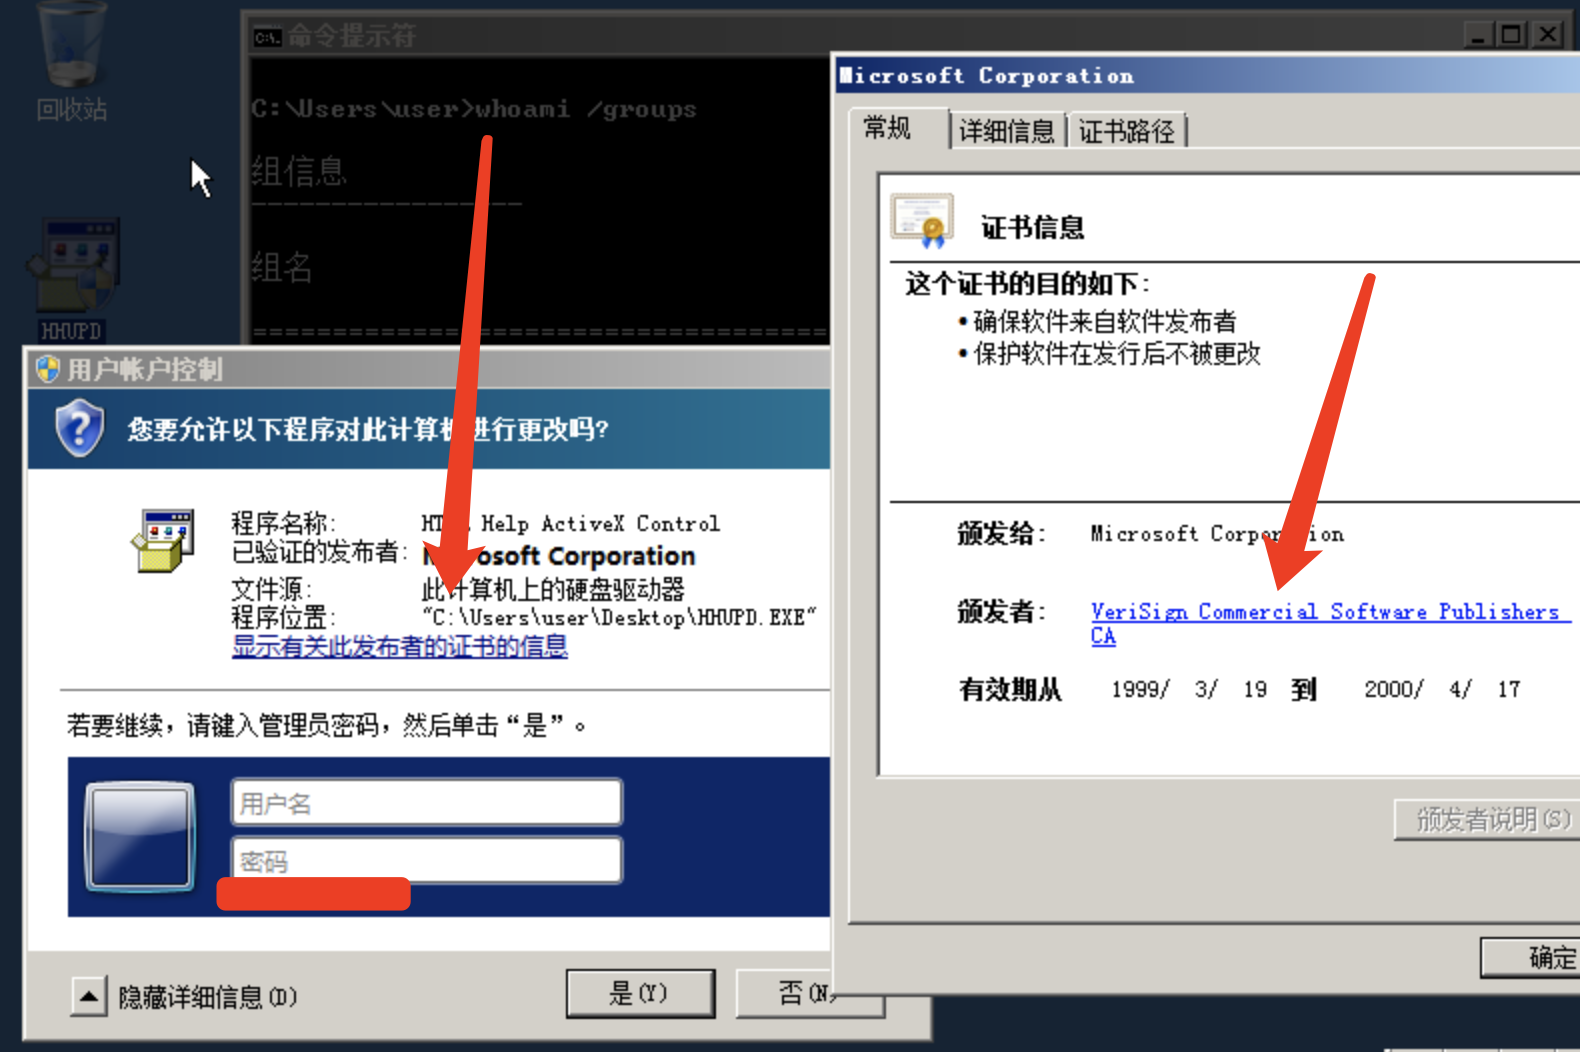 回收站
HHUPD
命令提示符
C:\Users\user>whoami /groups
组信息
-----------------
组名
====================================
用户帐户控制
您要允许以下程序对此计算机进行更改吗?
程序名称: Help ActiveX Control
已验证的发布者: Corporation
文件源: 此计算机上的硬盘驱动器
程序位置: "C:\Users\user\Desktop\HHUPD.EXE"
显示有关此发布者的证书的信息
若要继续，请键入管理员密码，然后单击“是”。
用户名
密码
隐藏详细信息(D)
是(Y)
否(N)
Microsoft Corporation
常规 详细信息 证书路径
证书信息
这个证书的目的如下:
•确保软件来自软件发布者
•保护软件在发行后不被更改
颁发给: Microsoft Corporation
颁发者: VeriSign Commercial Software Publishers
CA
有效期从 1999/ 3/ 19 到 2000/ 4/ 17
颁发者说明(S)
确定